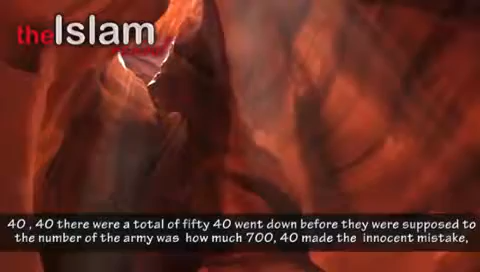 theIslam
40 , 40 there were a total of fifty 40 went down before they were supposed to
the number of the army was how much 700, 40 made the innocent mistake,